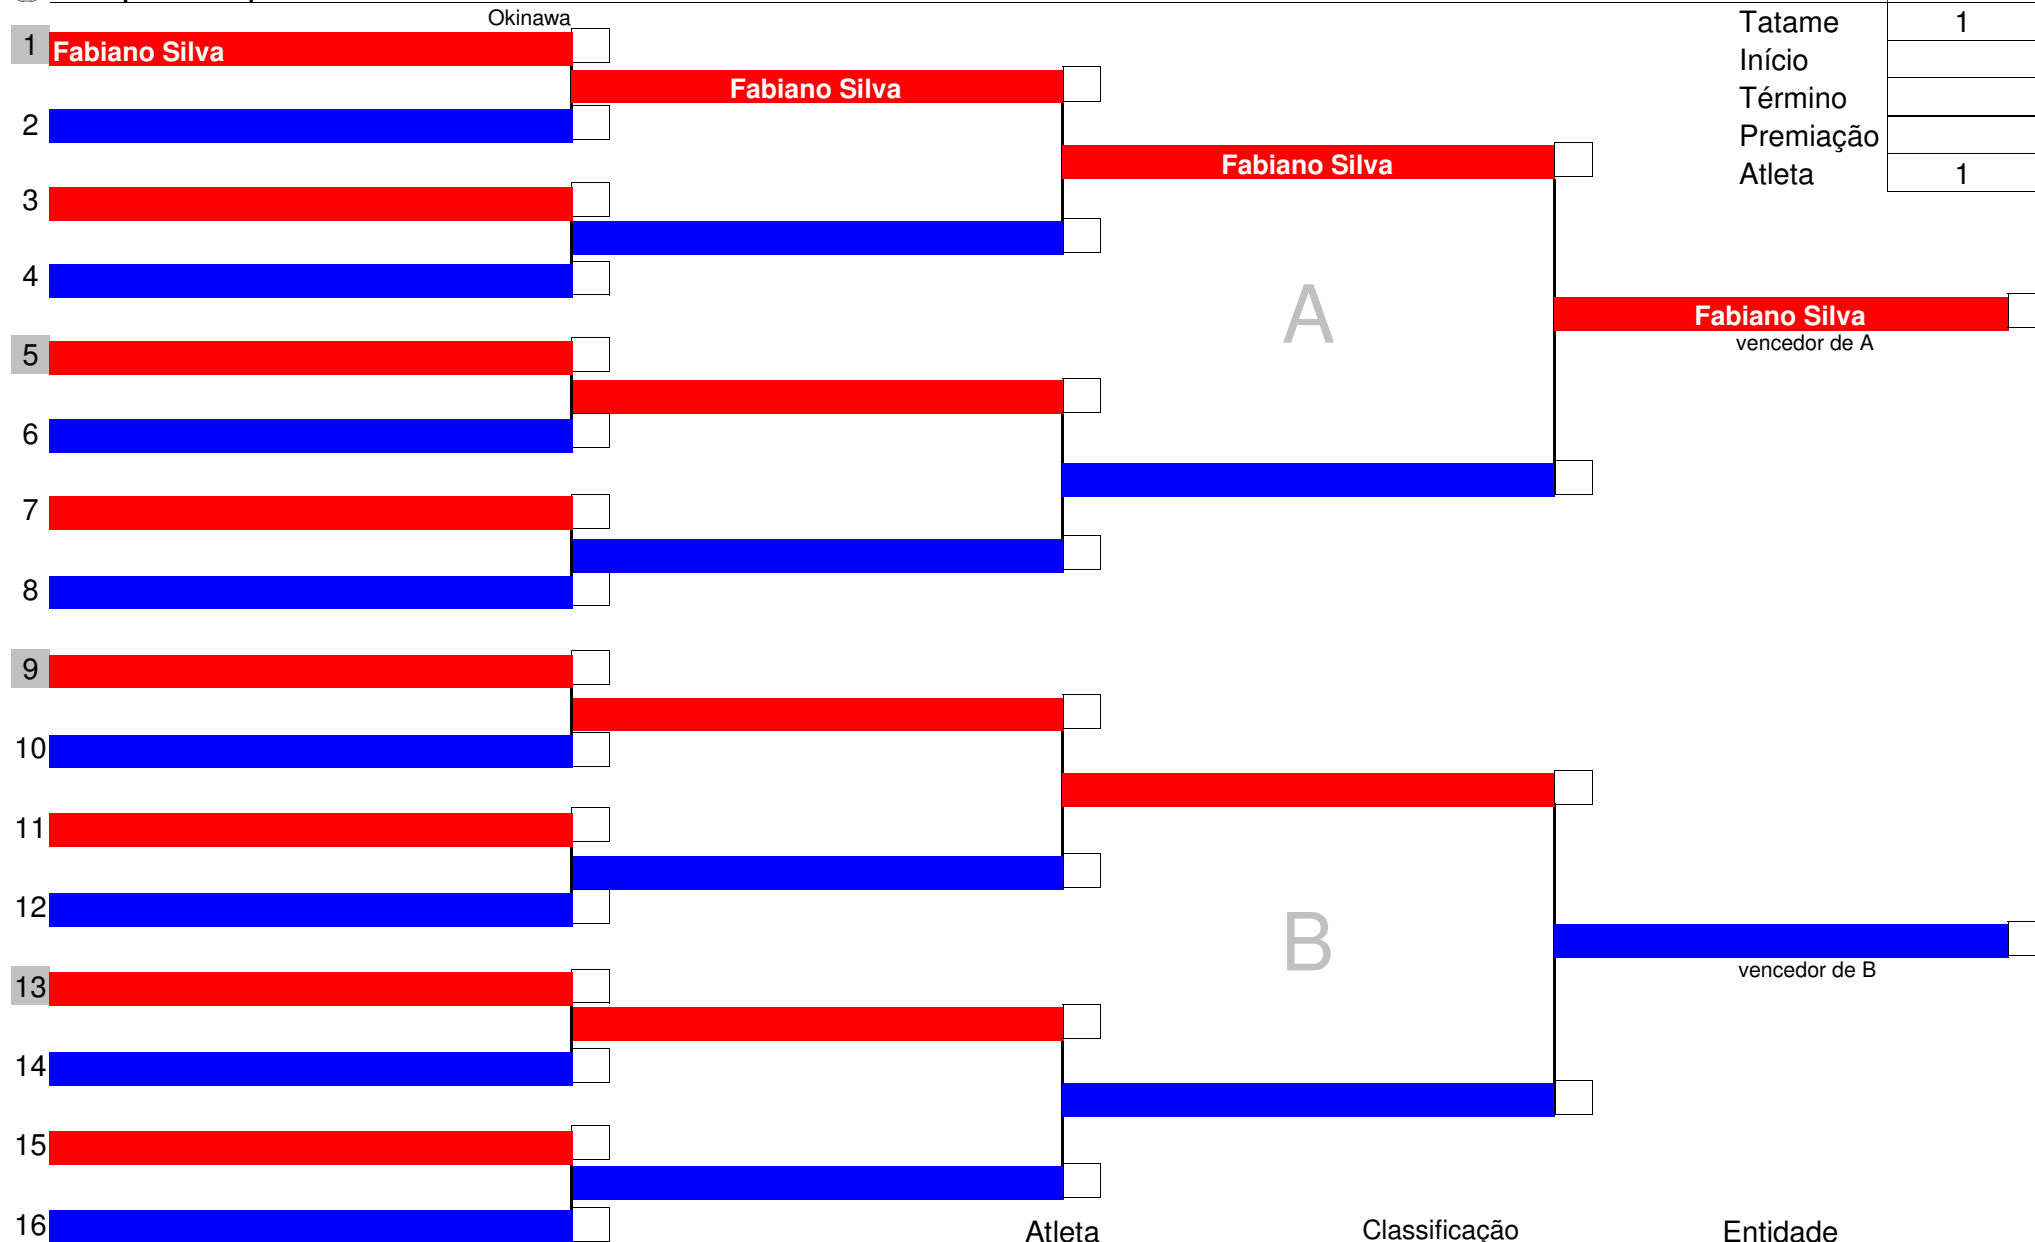 Okinawa
Tatame 1
1 Fabiano Silva
Início
Fabiano Silva
Término
2
Premiação
Fabiano Silva
Atleta 1
3
4
A
Fabiano Silva
vencedor de A
5
6
7
8
9
10
11
12
B
vencedor de B
13
14
15
16
Atleta Classificação Entidade